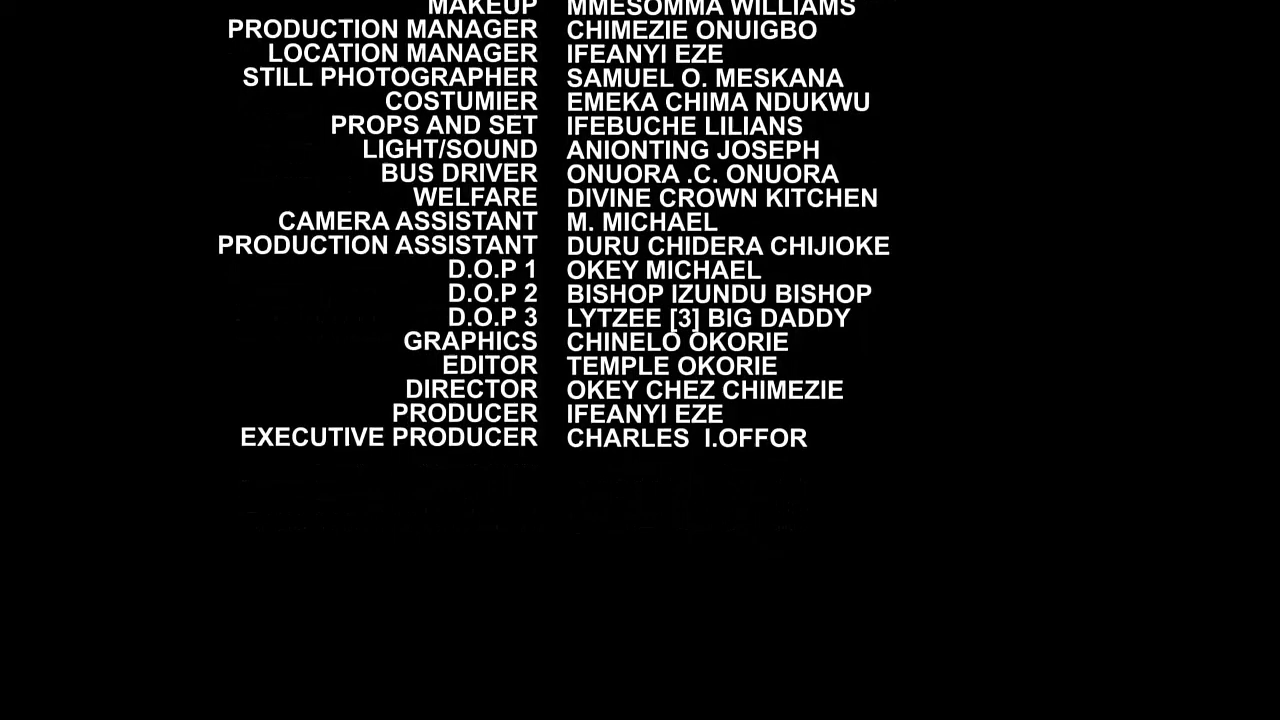 MAKEUP MMESOMMA WILLIAMS
PRODUCTION MANAGER CHIMEZIE ONUIGBO
LOCATION MANAGER IFEANYI EZE
STILL PHOTOGRAPHER SAMUEL O. MESKANA
COSTUMIER EMEKA CHIMA NDUKWU
PROPS AND SET IFEBUCHE LILIANS
LIGHT/SOUND ANIONTING JOSEPH
BUS DRIVER ONUORA .C. ONUORA
WELFARE DIVINE CROWN KITCHEN
CAMERA ASSISTANT M. MICHAEL
PRODUCTION ASSISTANT DURU CHIDERA CHIJIOKE
D.O.P 1 OKEY MICHAEL
D.O.P 2 BISHOP IZUNDU BISHOP
D.O.P 3 LYTZEE [3] BIG DADDY
GRAPHICS CHINELO OKORIE
EDITOR TEMPLE OKORIE
DIRECTOR OKEY CHEZ CHIMEZIE
PRODUCER IFEANYI EZE
EXECUTIVE PRODUCER CHARLES I.OFFOR